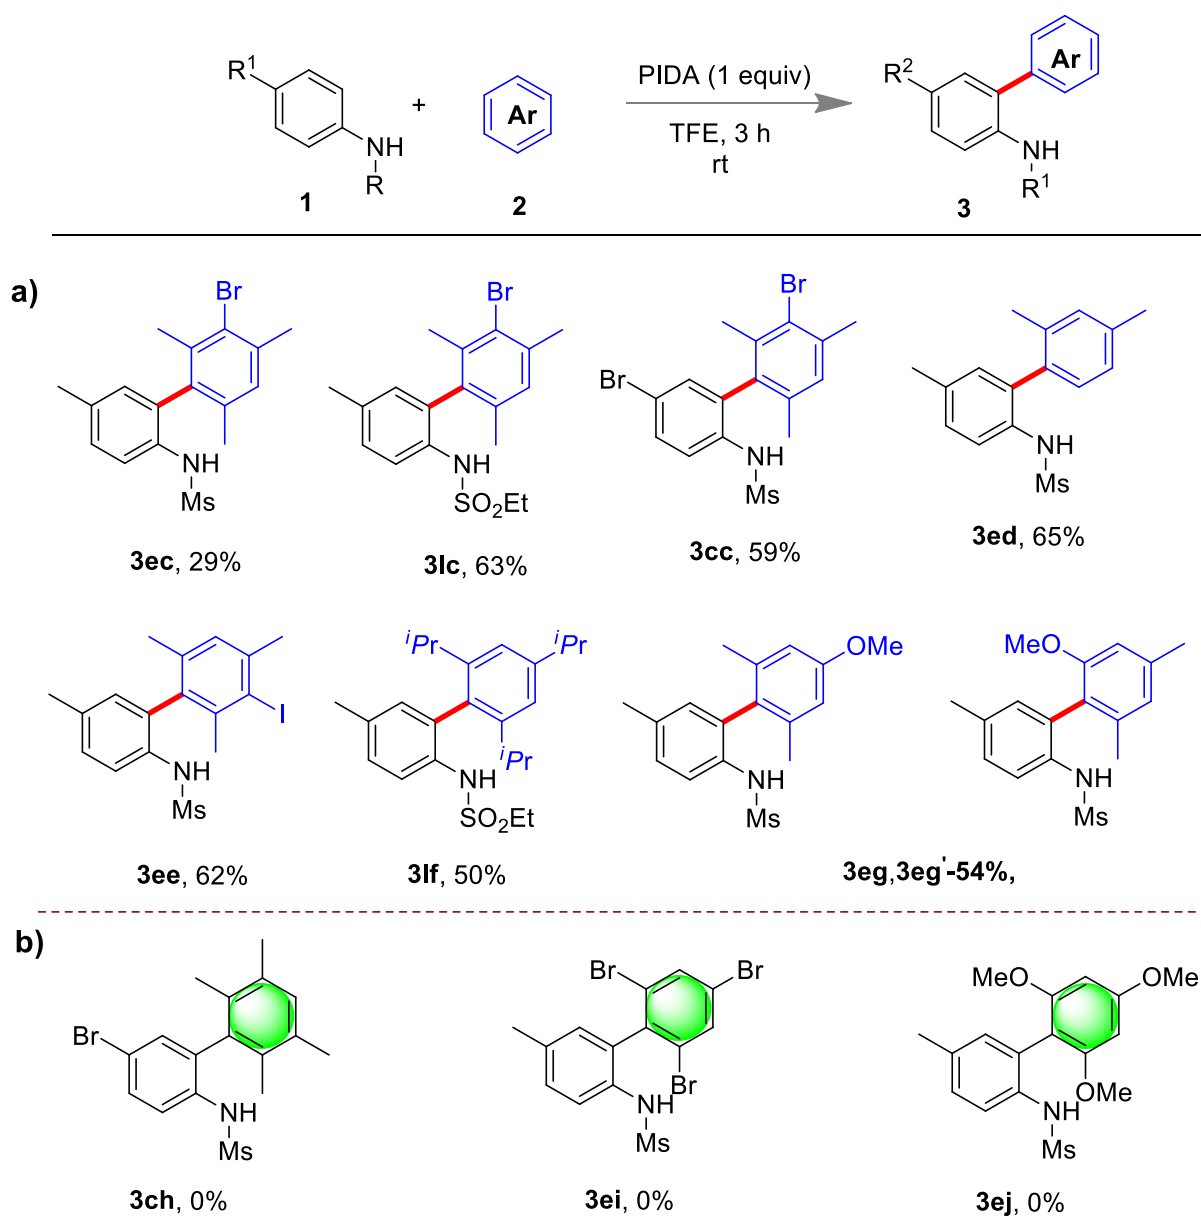 R¹
NH
R
1
+
Ar
2
PIDA (1 equiv)
TFE, 3 h
rt
R²
Ar
NH
R¹
3
a)
Br
NH
Ms
3ec, 29%
Br
NH
SO₂Et
3lc, 63%
Br
Br
NH
Ms
3cc, 59%
NH
Ms
3ed, 65%
I
NH
Ms
3ee, 62%
ⁱPr
ⁱPr
ⁱPr
NH
SO₂Et
3lf, 50%
OMe
NH
Ms
MeO
NH
Ms
3eg,3eg'-54%,
b)
Br
NH
Ms
3ch, 0%
Br
Br
Br
NH
Ms
3ei, 0%
MeO
OMe
OMe
NH
Ms
3ej, 0%